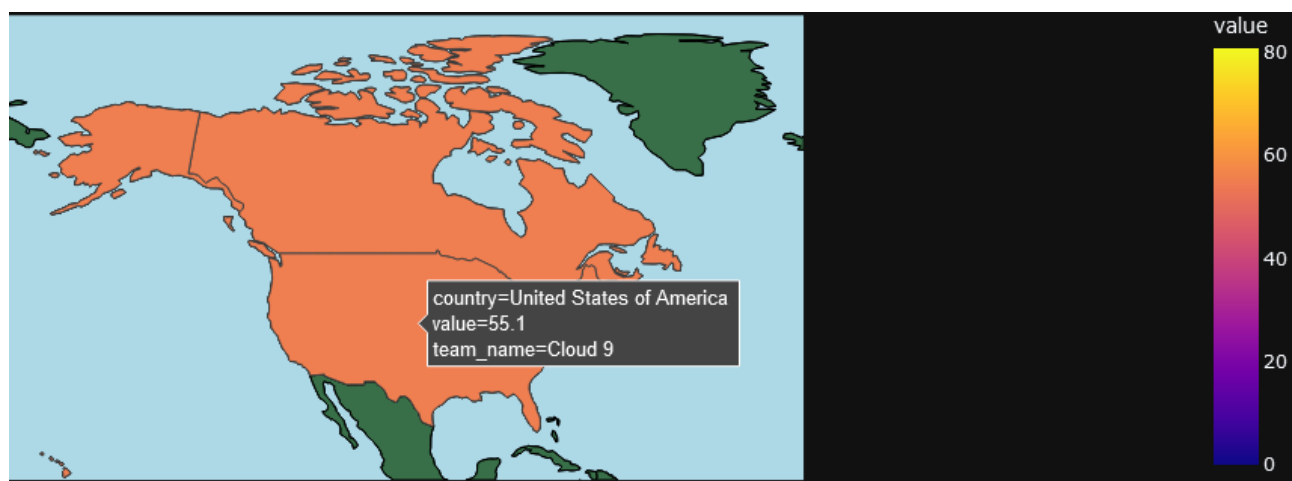 value
80
60
country=United States of America
value=55.1
team_name=Cloud 9
40
20
0